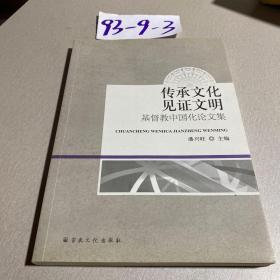 93-9-3
传承文化
见证文明
基督教中国化论文集
CHUANCHENG WENHUA JIANZHENG WENMING
潘兴旺 ◎ 主编
宗教文化出版社